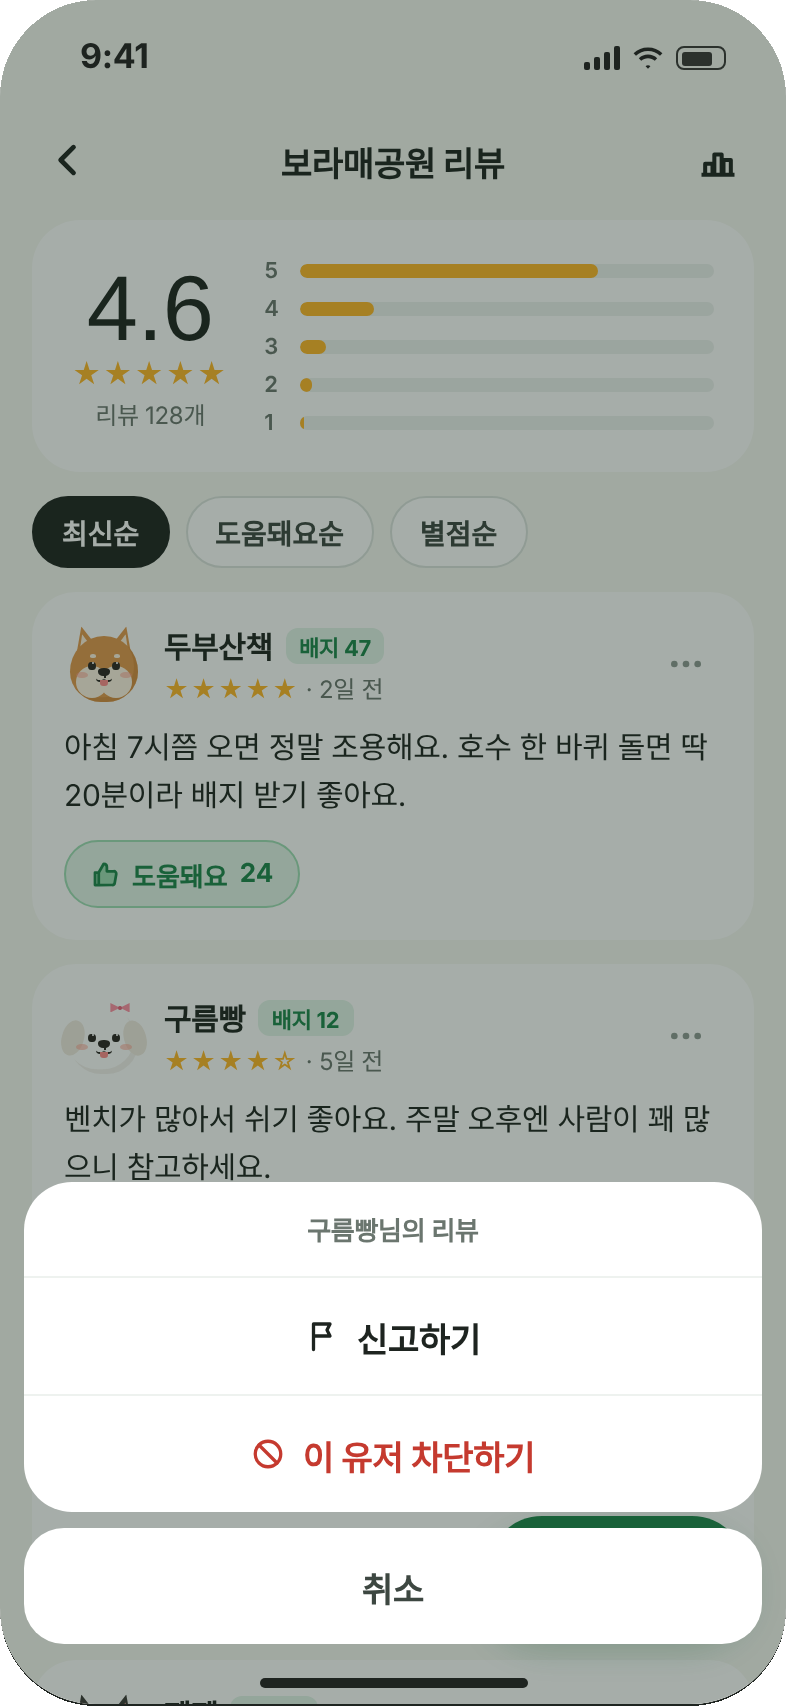 9:41
보라매공원 리뷰
4.6
★★★★★
리뷰 128개
5
4
3
2
1
최신순
도움돼요순
별점순
두부산책 배지 47
★★★★★ · 2일 전
아침 7시쯤 오면 정말 조용해요. 호수 한 바퀴 돌면 딱
20분이라 배지 받기 좋아요.
도움돼요 24
구름빵 배지 12
★★★★☆ · 5일 전
벤치가 많아서 쉬기 좋아요. 주말 오후엔 사람이 꽤 많
으니 참고하세요.
구름빵님의 리뷰
신고하기
이 유저 차단하기
취소